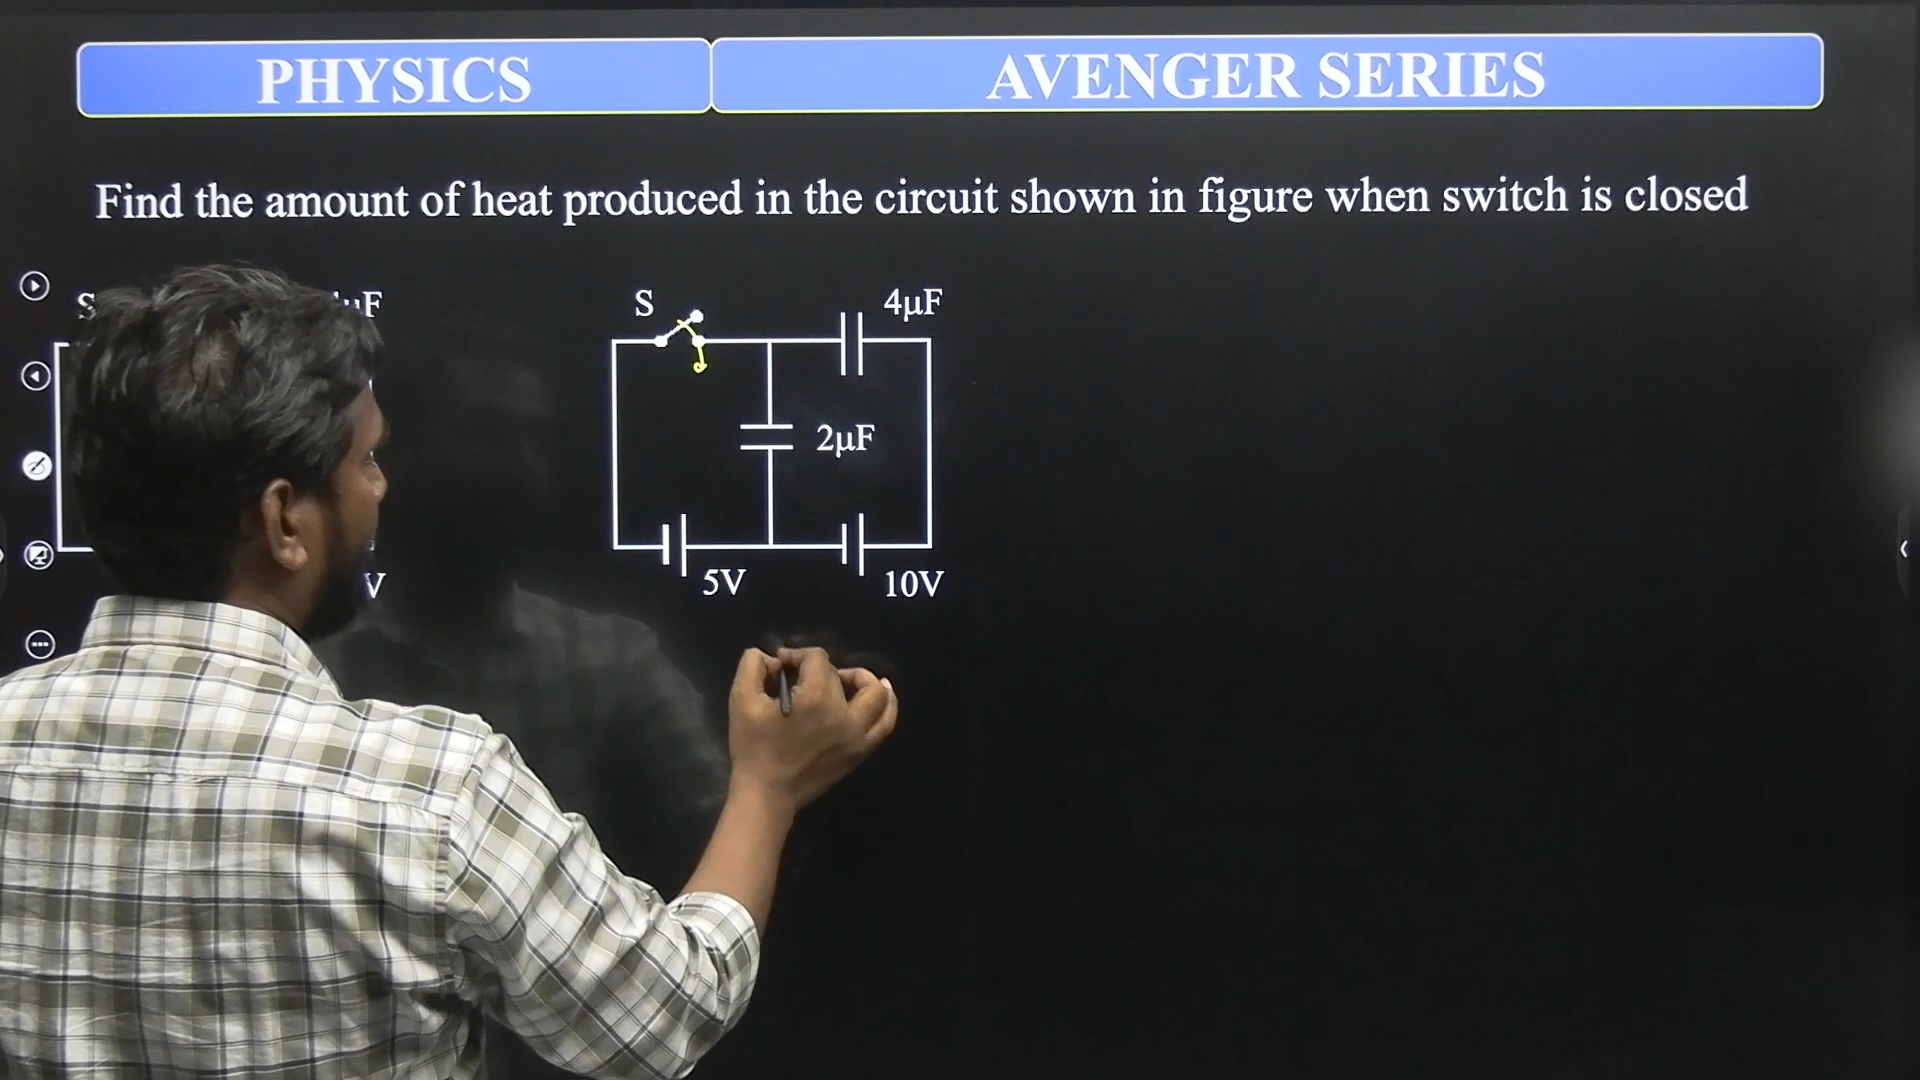 PHYSICS AVENGER SERIES
Find the amount of heat produced in the circuit shown in figure when switch is closed
S
S 4μF
2μF
5V 10V
V